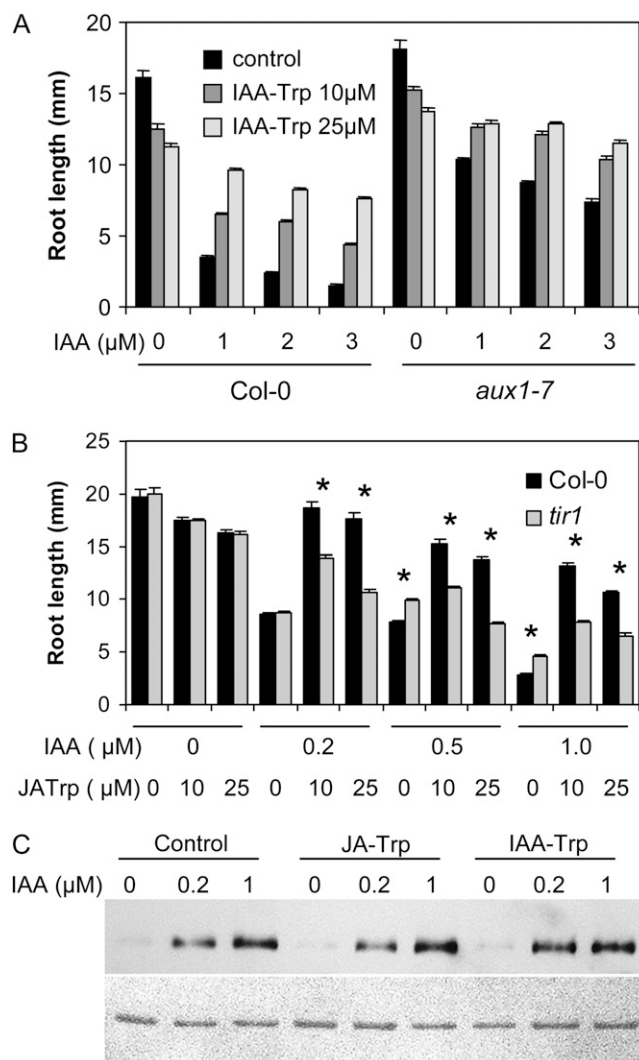 A
20
15
10
5
0
Root length (mm)
control
IAA-Trp 10µM
IAA-Trp 25µM
IAA (µM) 0 1 2 3 0 1 2 3
Col-0 aux1-7
B
25
20
15
10
5
0
Root length (mm)
Col-0
tir1
* * * * * * * *
IAA ( µM) 0 0.2 0.5 1.0
JATrp ( µM) 0 10 25 0 10 25 0 10 25 0 10 25
C
Control JA-Trp IAA-Trp
IAA (µM) 0 0.2 1 0 0.2 1 0 0.2 1